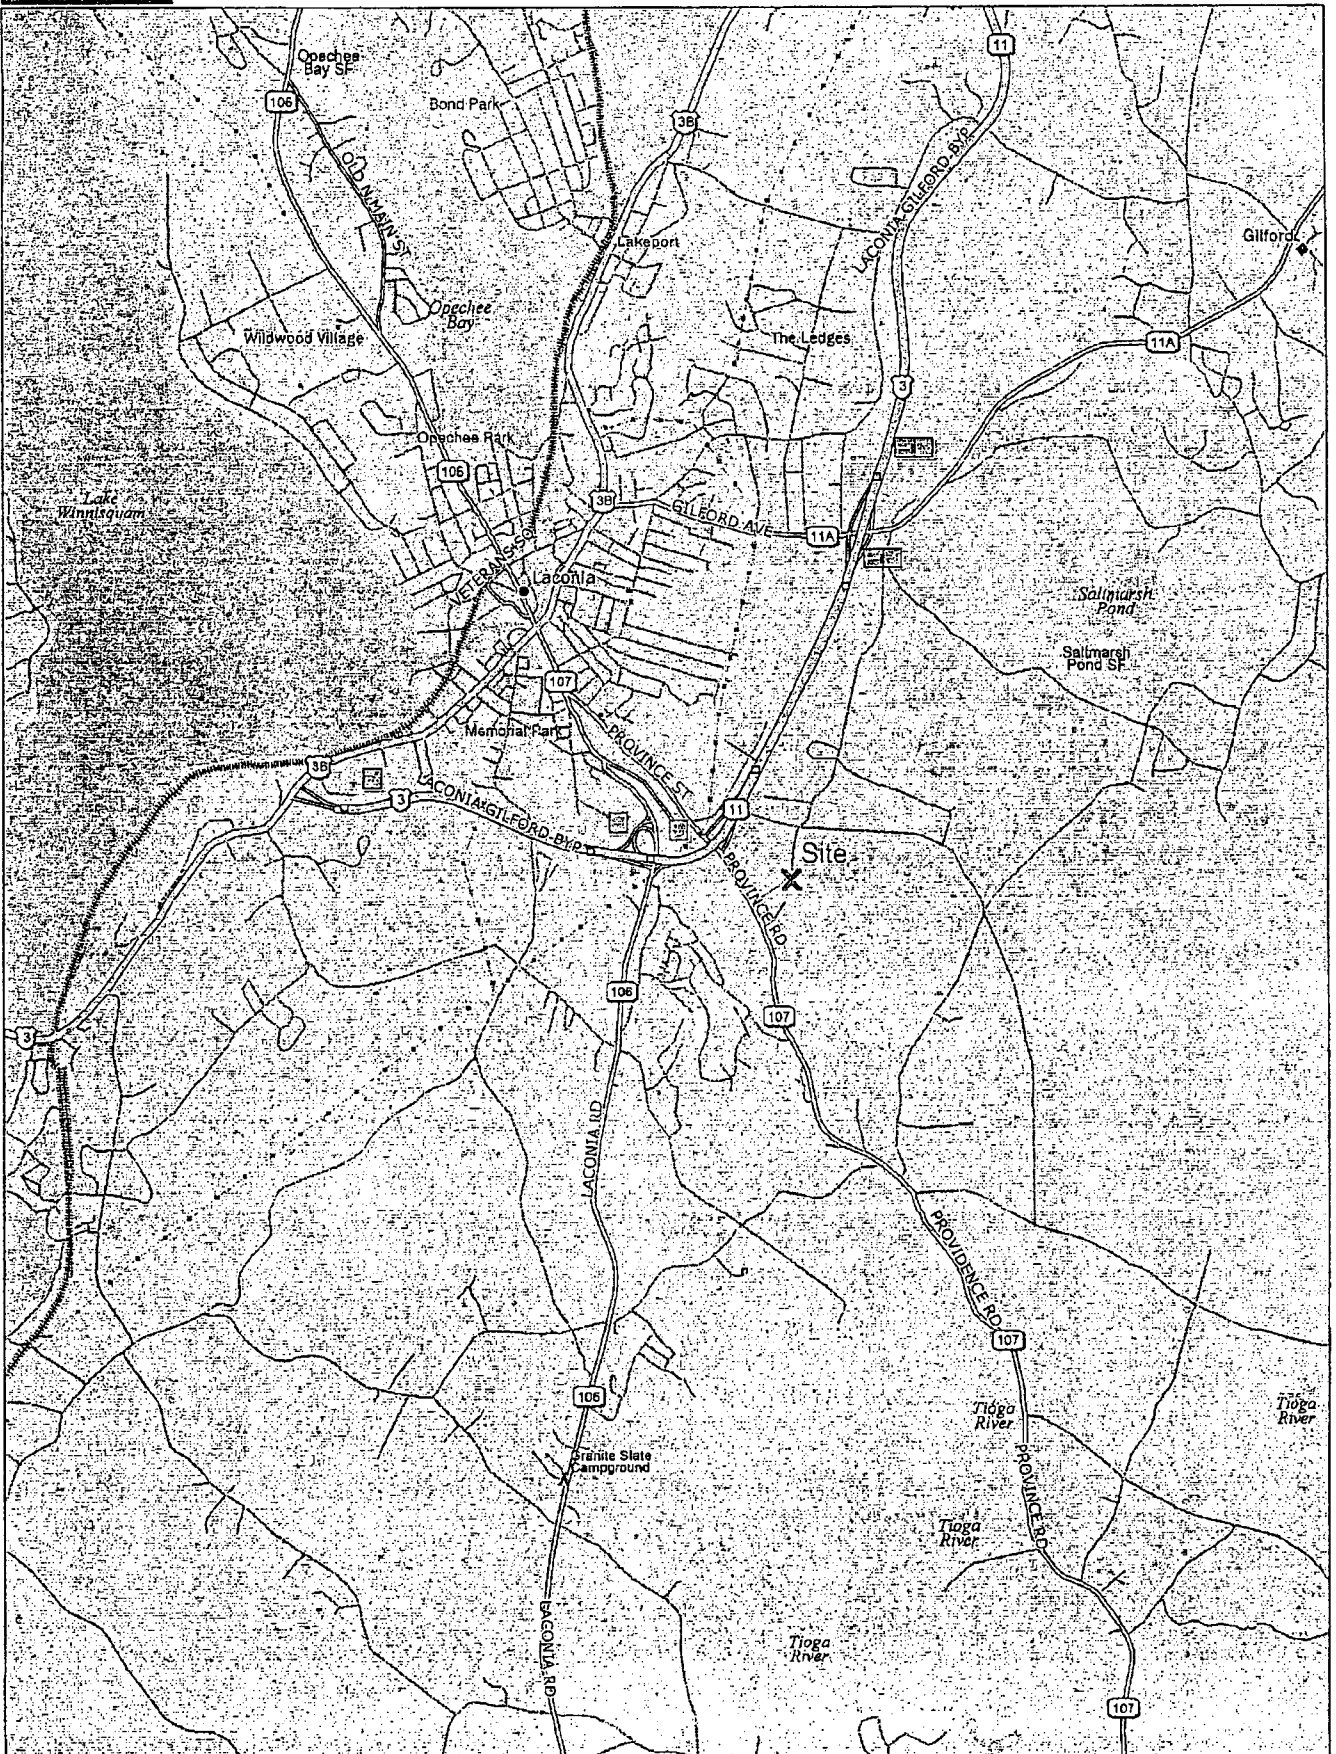 11
Opechee
Bay SF
106
Bond Park
3B
OLD N MAIN ST
LACONIA-GILFORD BYP
Lakeport
Gilford
Opechee
Bay
Wildwood Village
The Ledges
11A
3
Opechee Park
106
Lake
Winnisquam
3B
GILFORD AVE
11A
VETERANS SQ
Laconia
Saltmarsh
Pond
Saltmarsh
Pond SF
107
Memorial Park
PROVINCE ST
3B
3
LACONIA-GILFORD BYP
11
Site
PROVINCE RD
106
107
3
LACONIA RD
PROVIDENCE RD
107
106
Tioga
River
Tioga
River
Granite State
Campground
PROVINCE RD
Tioga
River
LACONIA RD
Tioga
River
107